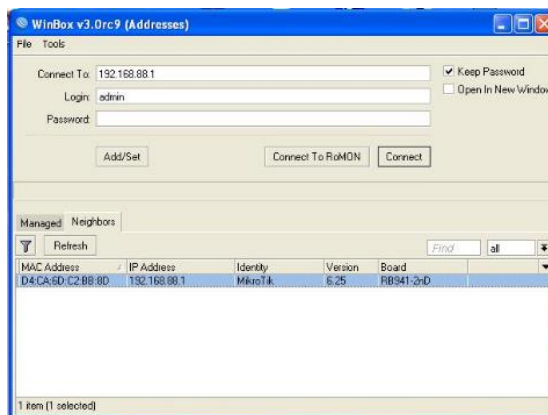 WinBox v3.0rc9 (Addresses)
File Tools
Connect To: 192.168.88.1
Keep Password
Login: admin
Open In New Window
Password:
Add/Set Connect To RoMON Connect
Managed Neighbors
Refresh Find all
MAC Address IP Address Identity Version Board
D4:CA:6D:C2:BB:8D 192.168.88.1 MikroTik 6.25 RB941-2nD
1 item (1 selected)